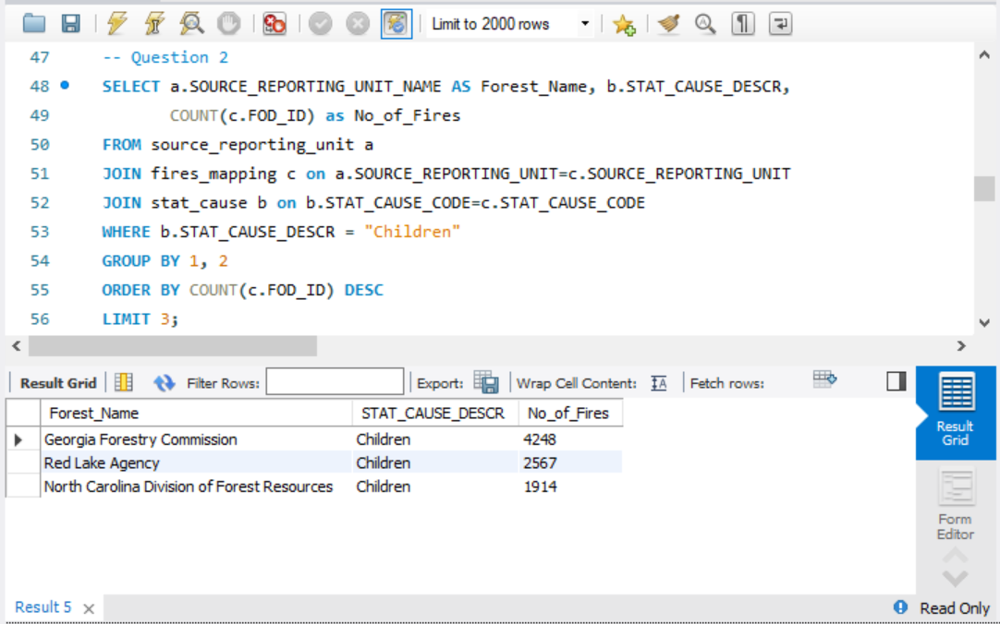 Limit to 2000 rows
47 -- Question 2
48 SELECT a.SOURCE_REPORTING_UNIT_NAME AS Forest_Name, b.STAT_CAUSE_DESCR,
49 COUNT(c.FOD_ID) as No_of_Fires
50 FROM source_reporting_unit a
51 JOIN fires_mapping c on a.SOURCE_REPORTING_UNIT=c.SOURCE_REPORTING_UNIT
52 JOIN stat_cause b on b.STAT_CAUSE_CODE=c.STAT_CAUSE_CODE
53 WHERE b.STAT_CAUSE_DESCR = "Children"
54 GROUP BY 1, 2
55 ORDER BY COUNT(c.FOD_ID) DESC
56 LIMIT 3;
Result Grid Filter Rows: Export: Wrap Cell Content: IA Fetch rows:
Forest_Name STAT_CAUSE_DESCR No_of_Fires
Georgia Forestry Commission Children 4248
Red Lake Agency Children 2567
North Carolina Division of Forest Resources Children 1914
Result
Grid
Form
Editor
Result 5 Read Only